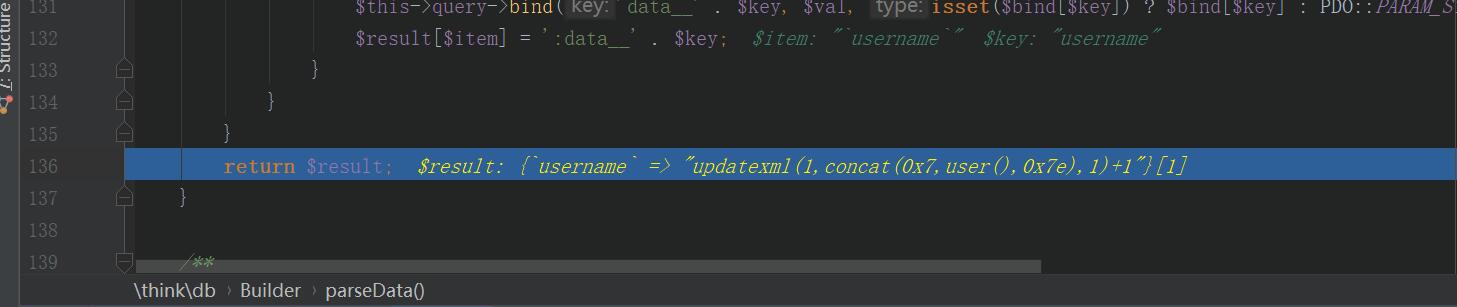 131 $this->query->bind( key: 'data__' . $key, $val, type: isset($bind[$key]) ? $bind[$key] : PDO::PARAM_S
132 $result[$item] = ':data__' . $key; $item: "`username`" $key: "username"
133 }
134 }
135 }
136 return $result; $result: {`username` => "updatexml(1,concat(0x7,user(),0x7e),1)+1"}[1]
137 }
138
139 /**
\think\db › Builder › parseData()
Z: Structure